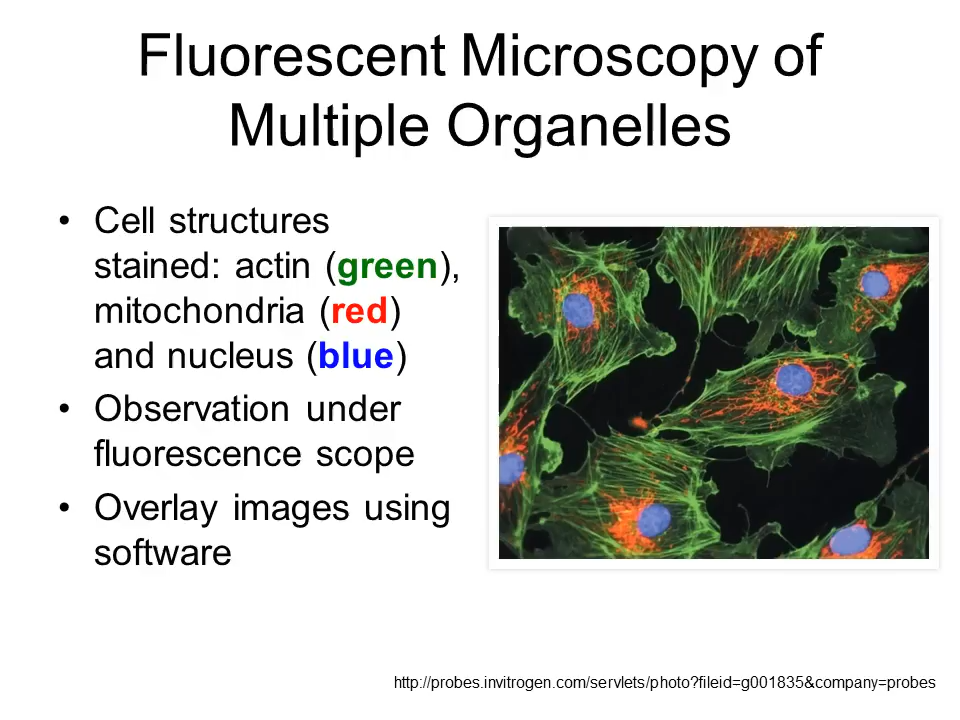 Fluorescent Microscopy of
Multiple Organelles
• Cell structures
stained: actin (green),
mitochondria (red)
and nucleus (blue)
• Observation under
fluorescence scope
• Overlay images using
software
http://probes.invitrogen.com/servlets/photo?fileid=g001835&company=probes